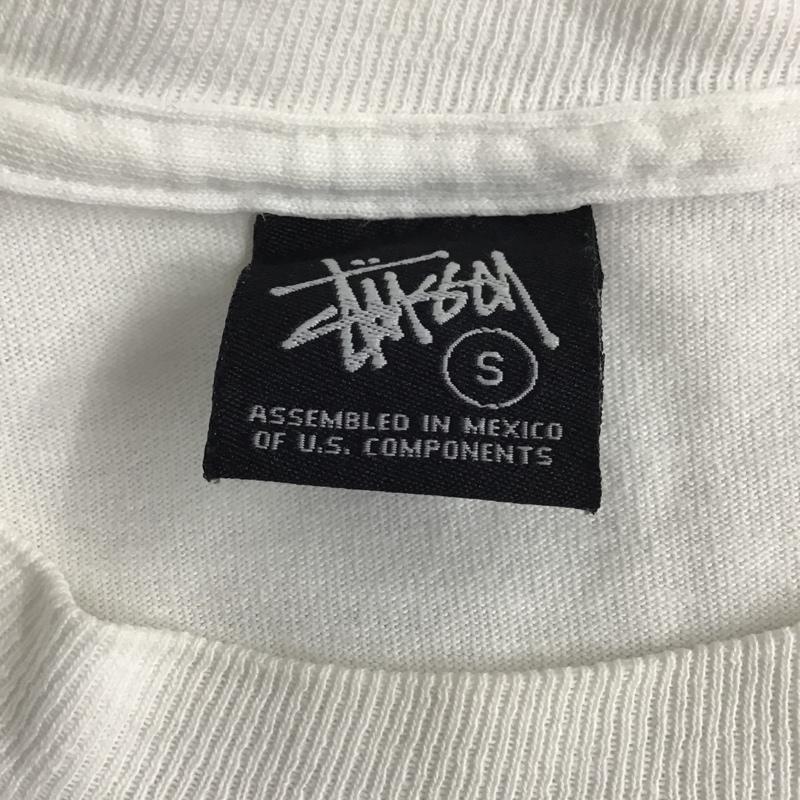 Stüssy
S
ASSEMBLED IN MEXICO
OF U.S. COMPONENTS